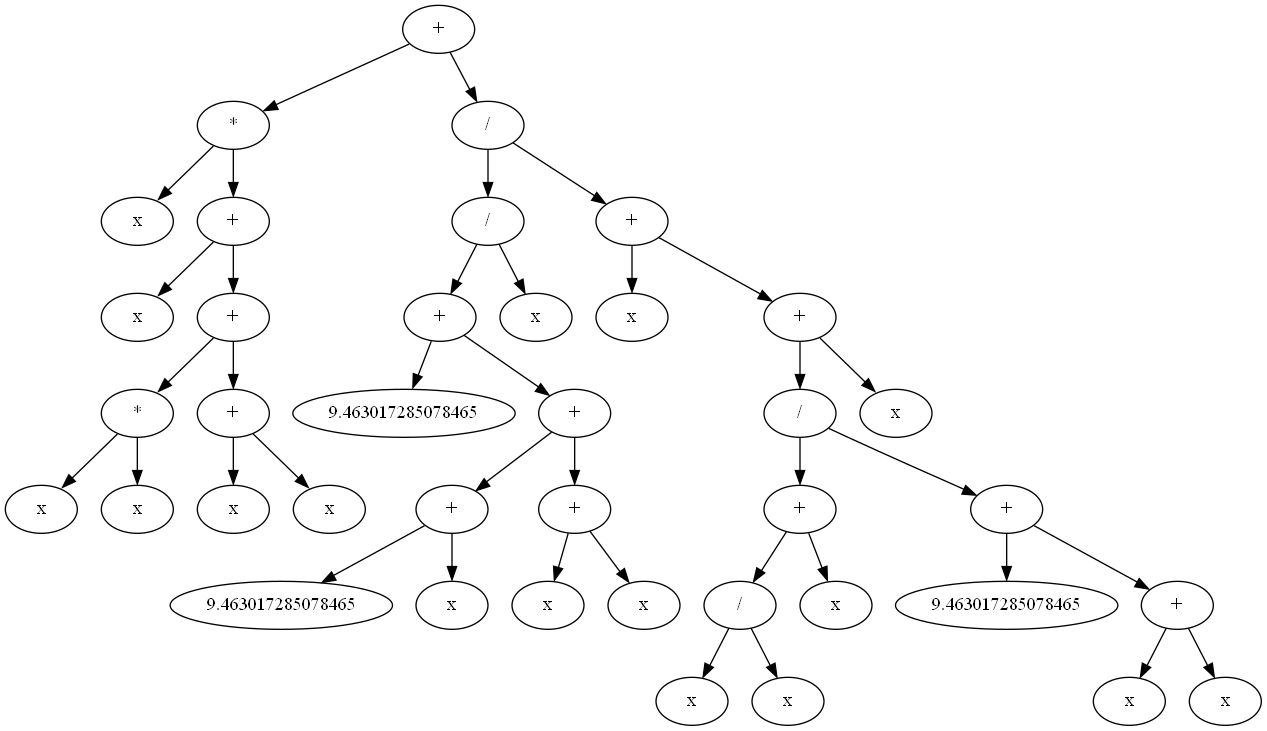 +
* /
x + / +
x + + x x +
* + 9.463017285078465 + / x
x x x x + + + +
9.463017285078465 x x x / x 9.463017285078465 +
x x x x